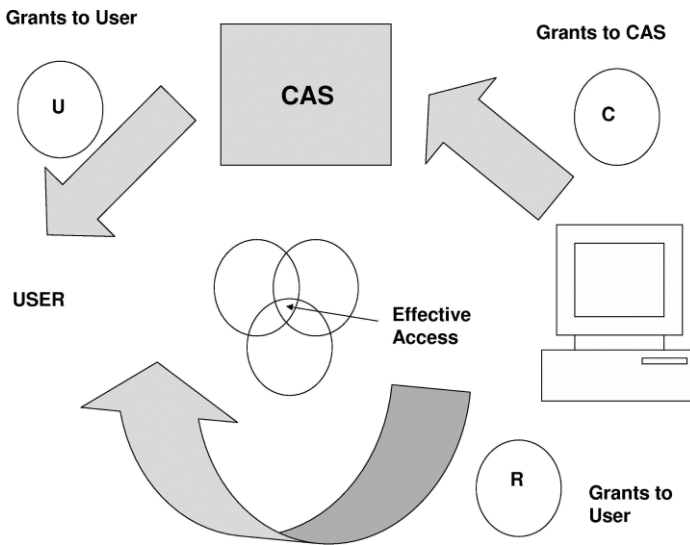 Grants to User
U
CAS
Grants to CAS
C
USER
Effective
Access
R
Grants to
User